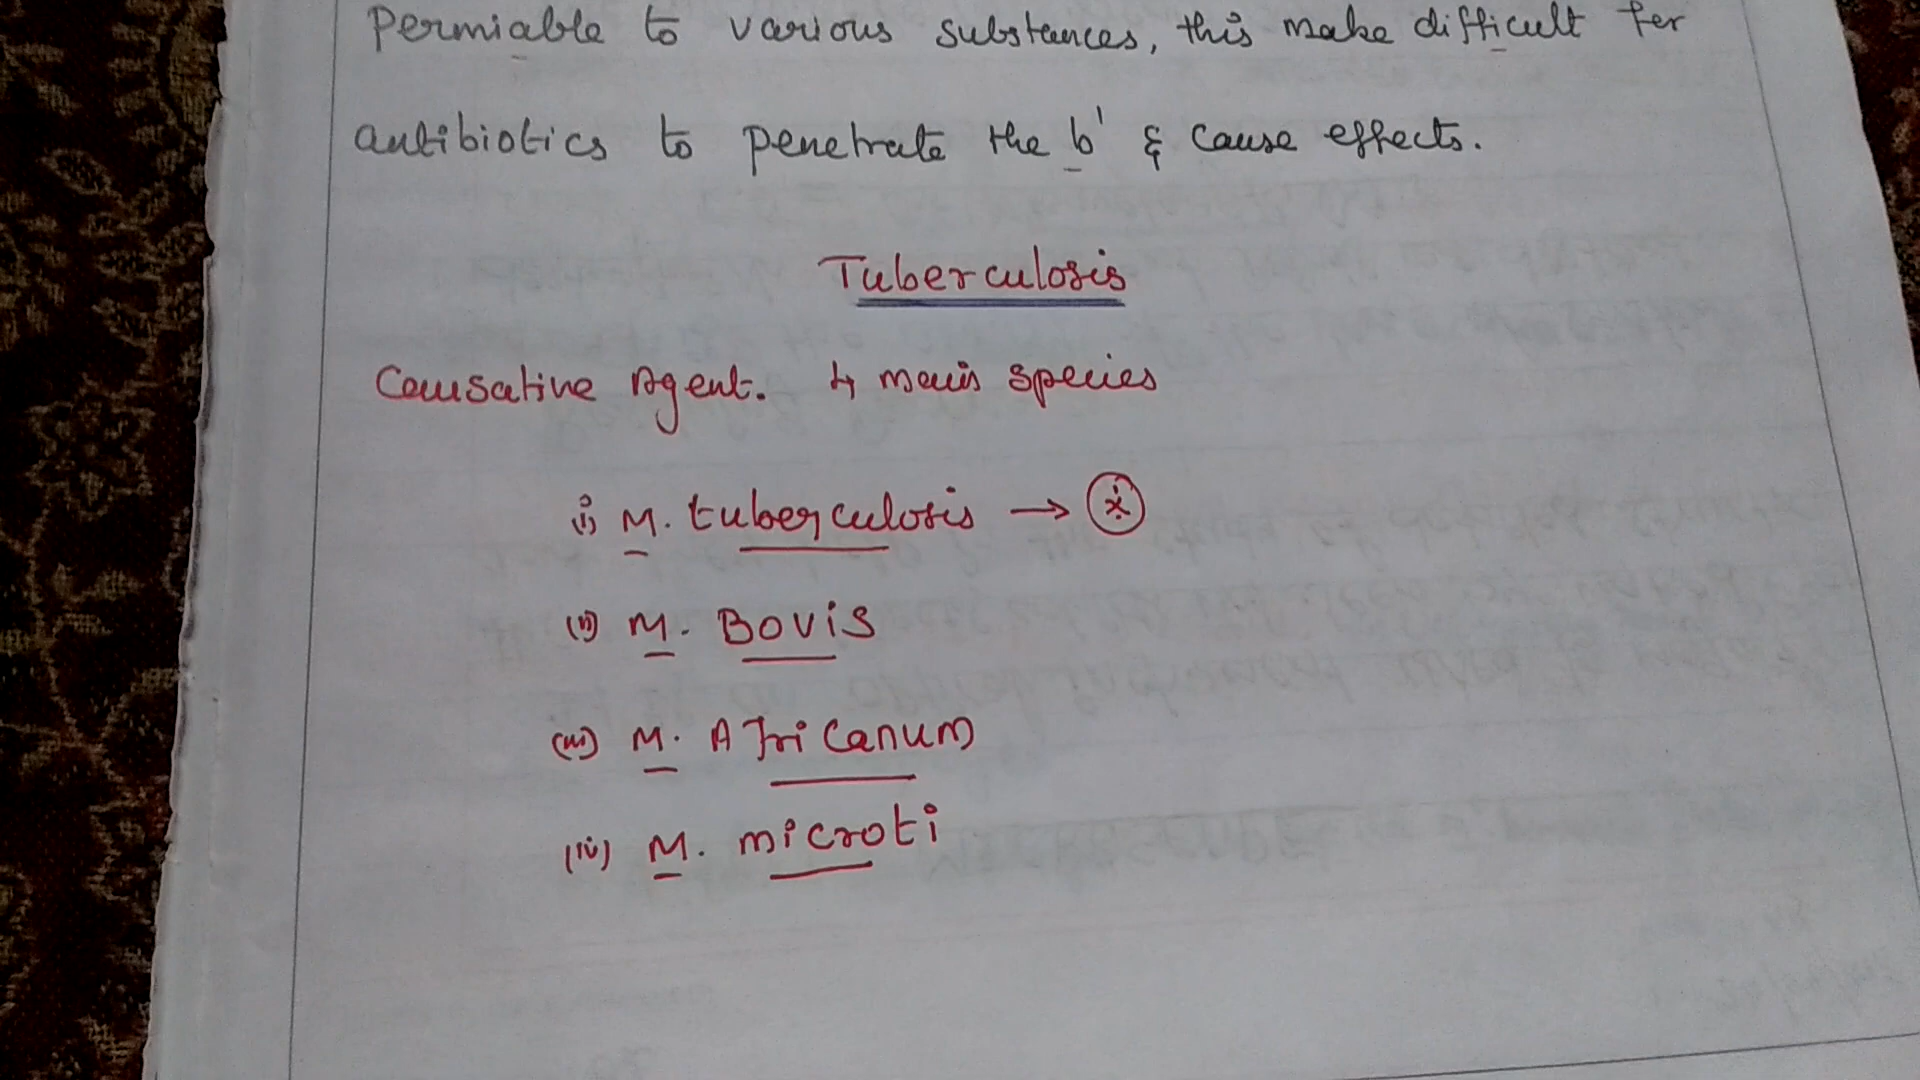 Permiable to various substances, this make difficult for
antibiotics to penetrate the b' & cause effects.
Tuberculosis
Causative Agent. 4 main species
(i) M. tuberculosis → *
(ii) M. Bovis
(iii) M. Africanum
(iv) M. microti